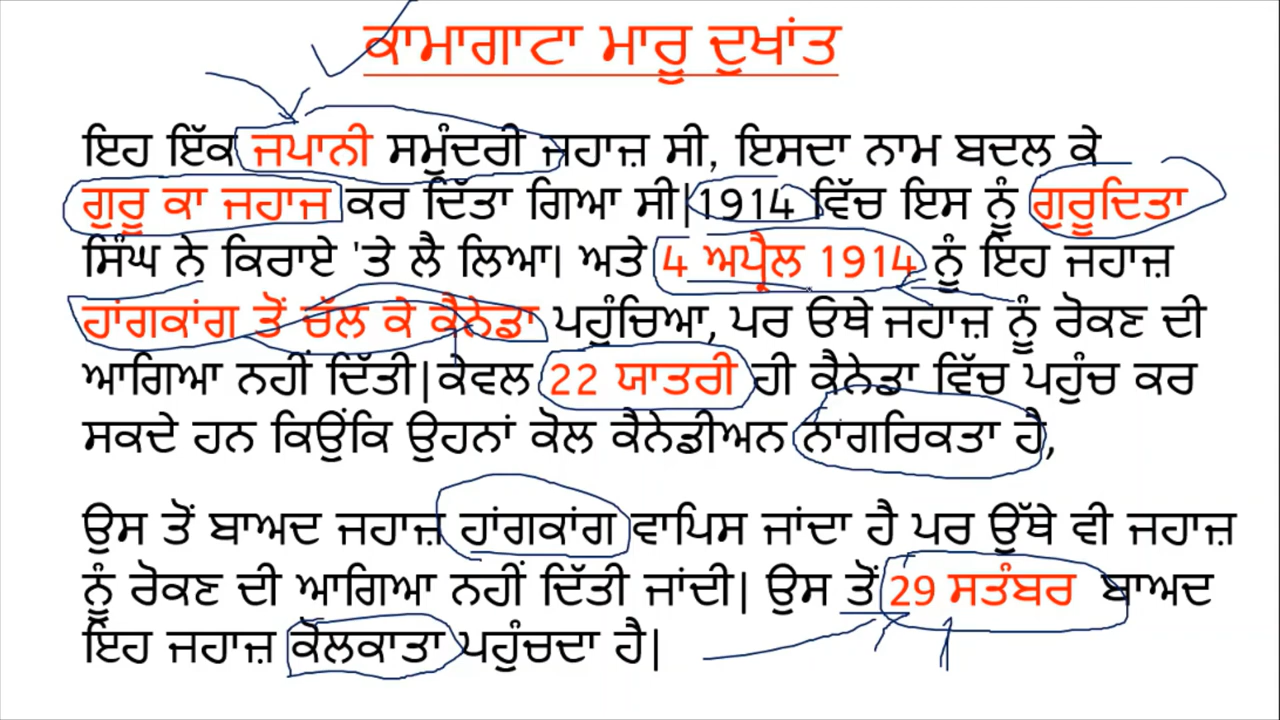 ਕਾਮਾਗਾਟਾ ਮਾਰੂ ਦੁਖਾਂਤ
ਇਹ ਇੱਕ ਜਪਾਨੀ ਸਮੁੰਦਰੀ ਜਹਾਜ਼ ਸੀ, ਇਸਦਾ ਨਾਮ ਬਦਲ ਕੇ
ਗੁਰੂ ਕਾ ਜਹਾਜ ਕਰ ਦਿੱਤਾ ਗਿਆ ਸੀ|1914 ਵਿੱਚ ਇਸ ਨੂੰ ਗੁਰੂਦਿਤਾ
ਸਿੰਘ ਨੇ ਕਿਰਾਏ 'ਤੇ ਲੈ ਲਿਆ। ਅਤੇ 4 ਅਪ੍ਰੈਲ 1914 ਨੂੰ ਇਹ ਜਹਾਜ਼
ਹਾਂਗਕਾਂਗ ਤੋਂ ਚੱਲ ਕੇ ਕੈਨੇਡਾ ਪਹੁੰਚਿਆ, ਪਰ ਓਥੇ ਜਹਾਜ਼ ਨੂੰ ਰੋਕਣ ਦੀ
ਆਗਿਆ ਨਹੀਂ ਦਿੱਤੀ|ਕੇਵਲ 22 ਯਾਤਰੀ ਹੀ ਕੈਨੇਡਾ ਵਿੱਚ ਪਹੁੰਚ ਕਰ
ਸਕਦੇ ਹਨ ਕਿਉਂਕਿ ਉਹਨਾਂ ਕੋਲ ਕੈਨੇਡੀਅਨ ਨਾਗਰਿਕਤਾ ਹੈ,
ਉਸ ਤੋਂ ਬਾਅਦ ਜਹਾਜ਼ ਹਾਂਗਕਾਂਗ ਵਾਪਿਸ ਜਾਂਦਾ ਹੈ ਪਰ ਉੱਥੇ ਵੀ ਜਹਾਜ਼
ਨੂੰ ਰੋਕਣ ਦੀ ਆਗਿਆ ਨਹੀਂ ਦਿੱਤੀ ਜਾਂਦੀ| ਉਸ ਤੋਂ 29 ਸਤੰਬਰ ਬਾਅਦ
ਇਹ ਜਹਾਜ਼ ਕੋਲਕਾਤਾ ਪਹੁੰਚਦਾ ਹੈ|